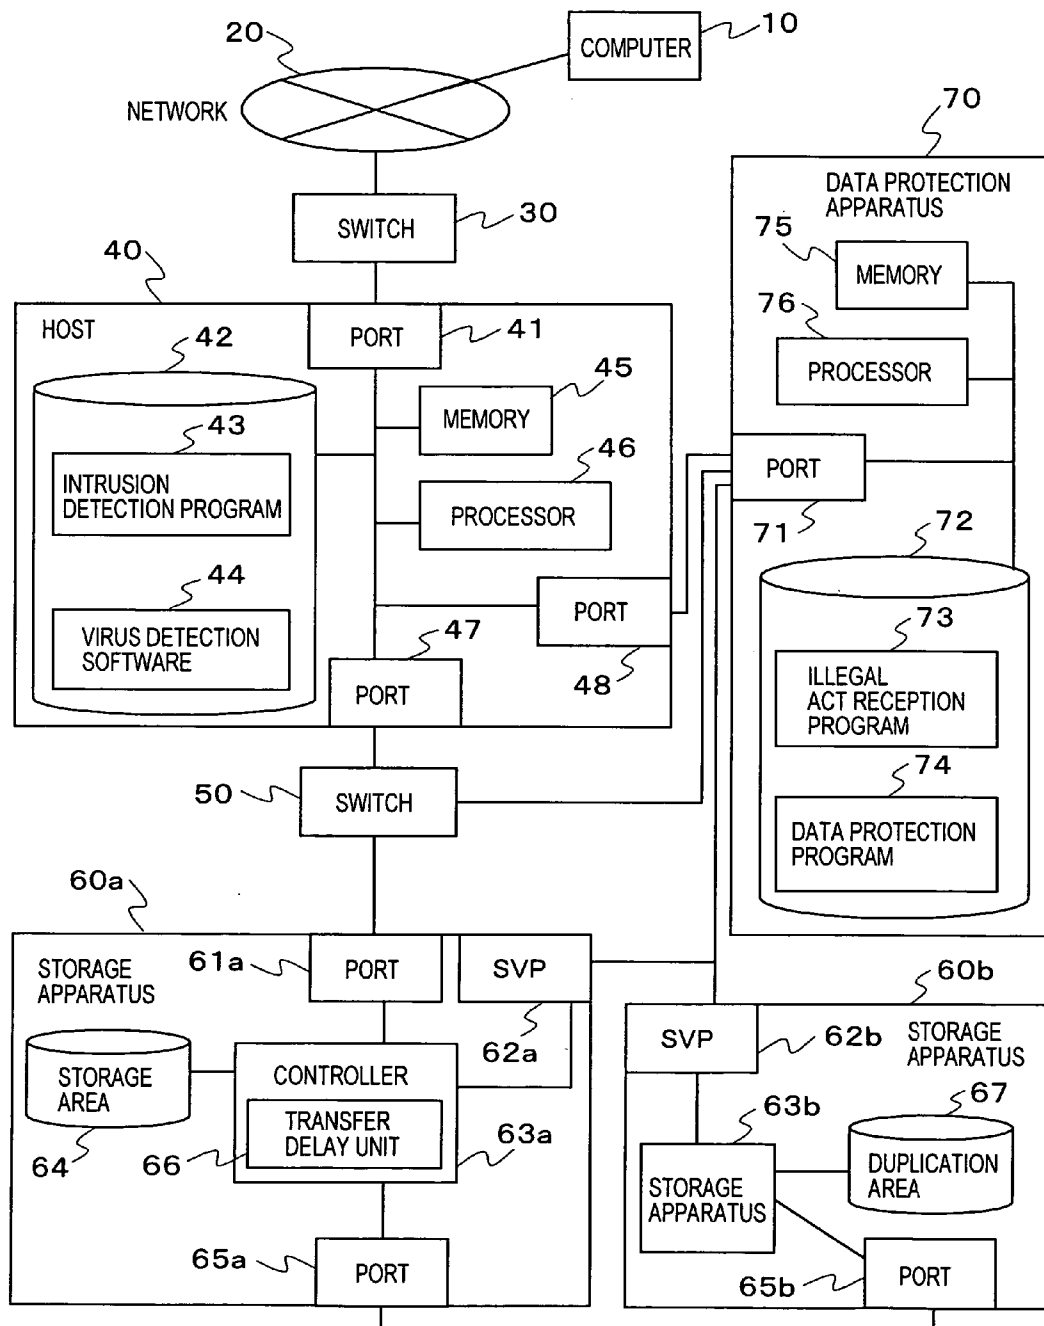 20
10
COMPUTER
NETWORK
70
30
SWITCH
DATA PROTECTION
APPARATUS
75
MEMORY
40
HOST
PORT
41
42
76
PROCESSOR
45
MEMORY
43
INTRUSION
DETECTION PROGRAM
46
PROCESSOR
PORT
71
72
44
VIRUS DETECTION
SOFTWARE
47
PORT
PORT
48
73
ILLEGAL
ACT RECEPTION
PROGRAM
50
SWITCH
74
DATA PROTECTION
PROGRAM
60a
STORAGE
APPARATUS
61a
PORT
SVP
62a
60b
SVP
62b
STORAGE
APPARATUS
STORAGE
AREA
64
CONTROLLER
TRANSFER
DELAY UNIT
66
63a
63b
67
STORAGE
APPARATUS
DUPLICATION
AREA
65a
PORT
65b
PORT